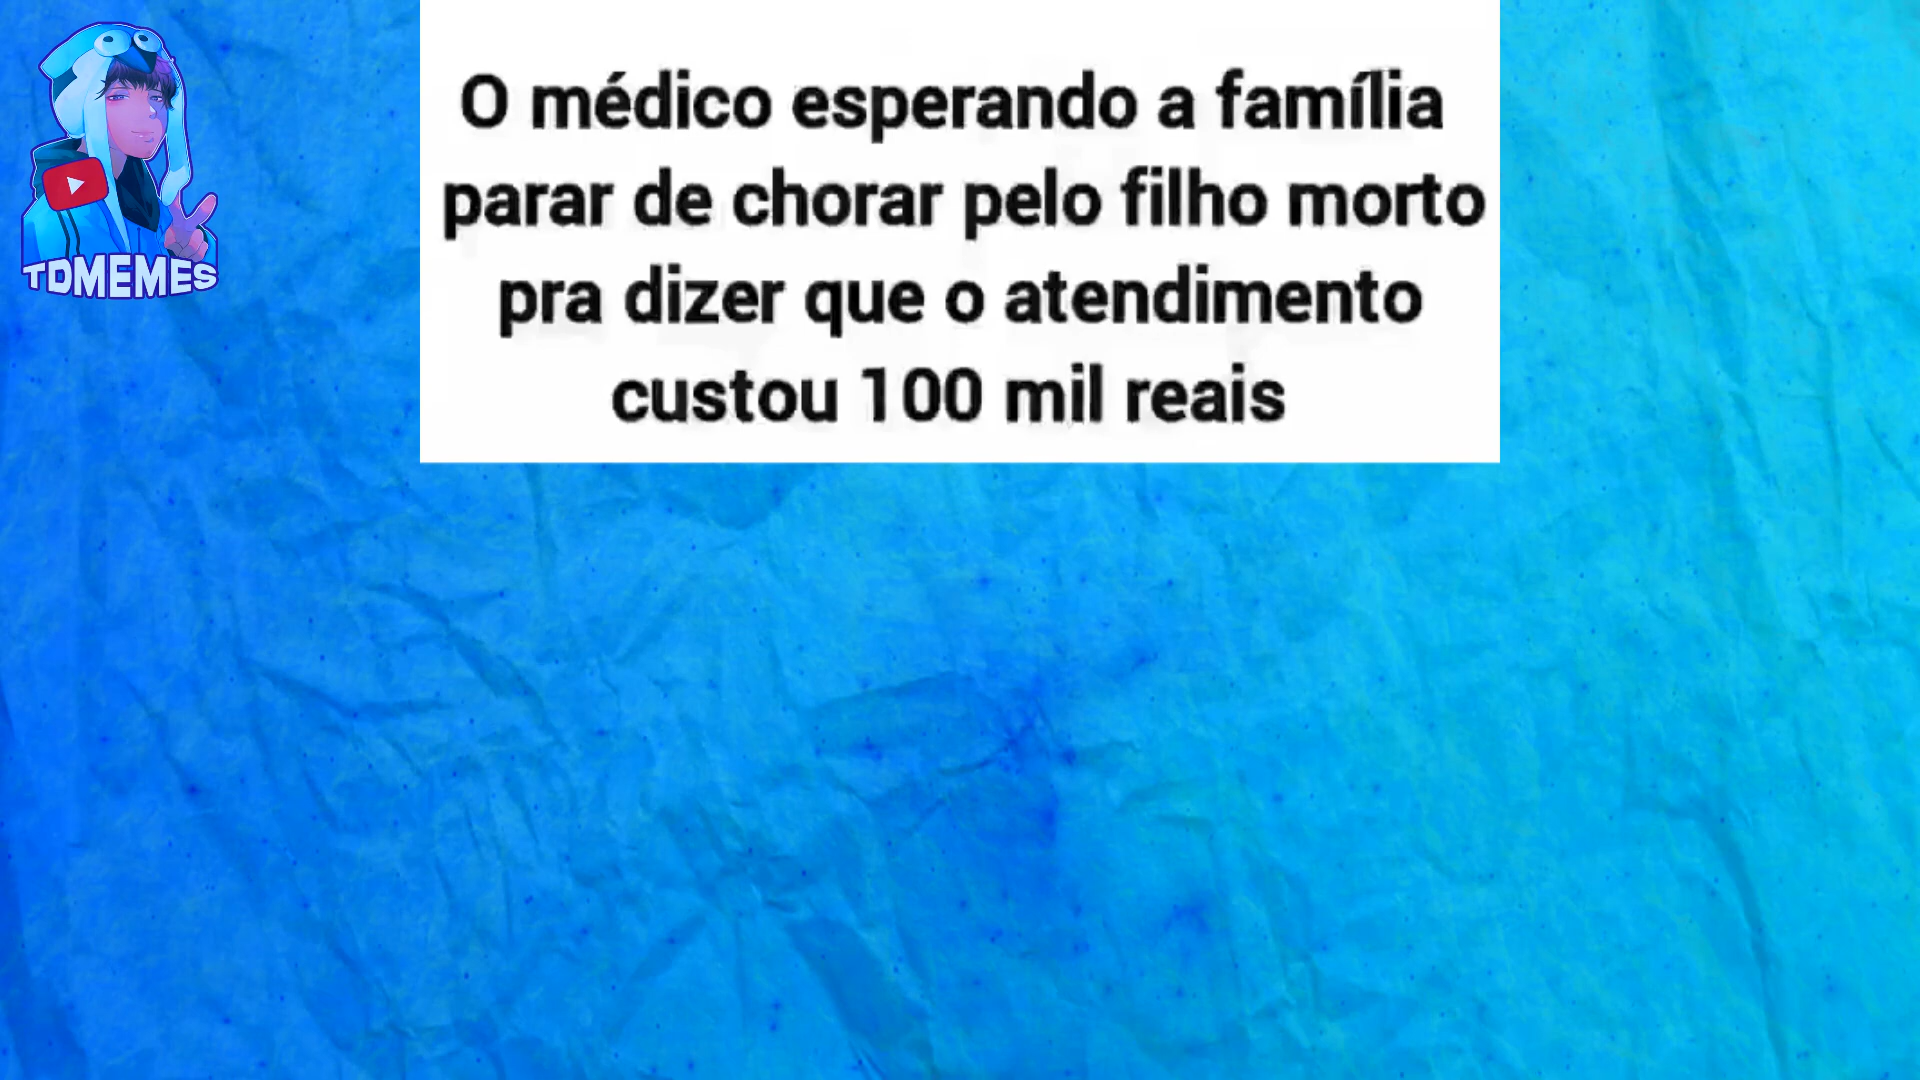 O médico esperando a família
parar de chorar pelo filho morto
pra dizer que o atendimento
custou 100 mil reais
TDMEMES